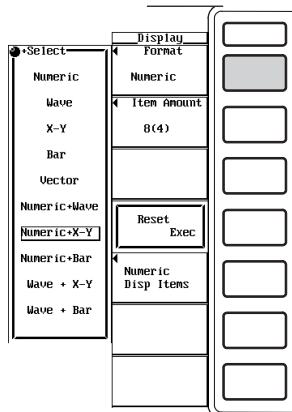 Display
+Select
Numeric
Wave
X-Y
Bar
Vector
Numeric+Wave
Numeric+X-Y
Numeric+Bar
Wave + X-Y
Wave + Bar
Format
Numeric
Item Amount
8(4)
Reset
Exec
Numeric
Disp Items